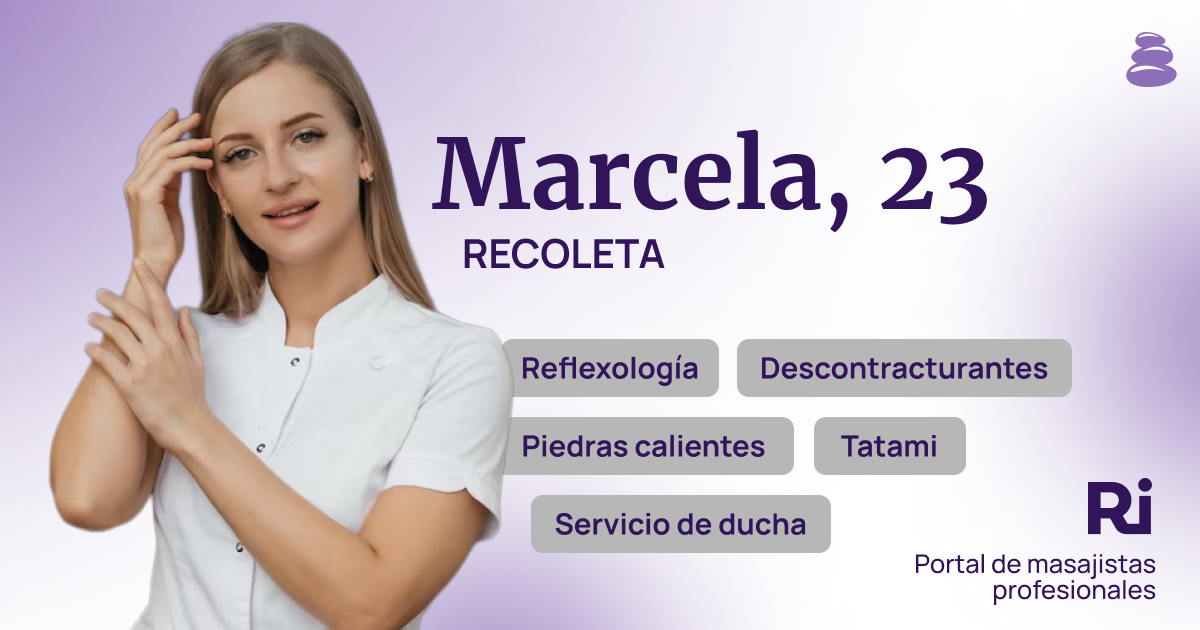 Marcela, 23
RECOLETA
Reflexología
Descontracturantes
Piedras calientes
Tatami
Servicio de ducha
Ri
Portal de masajistas
profesionales